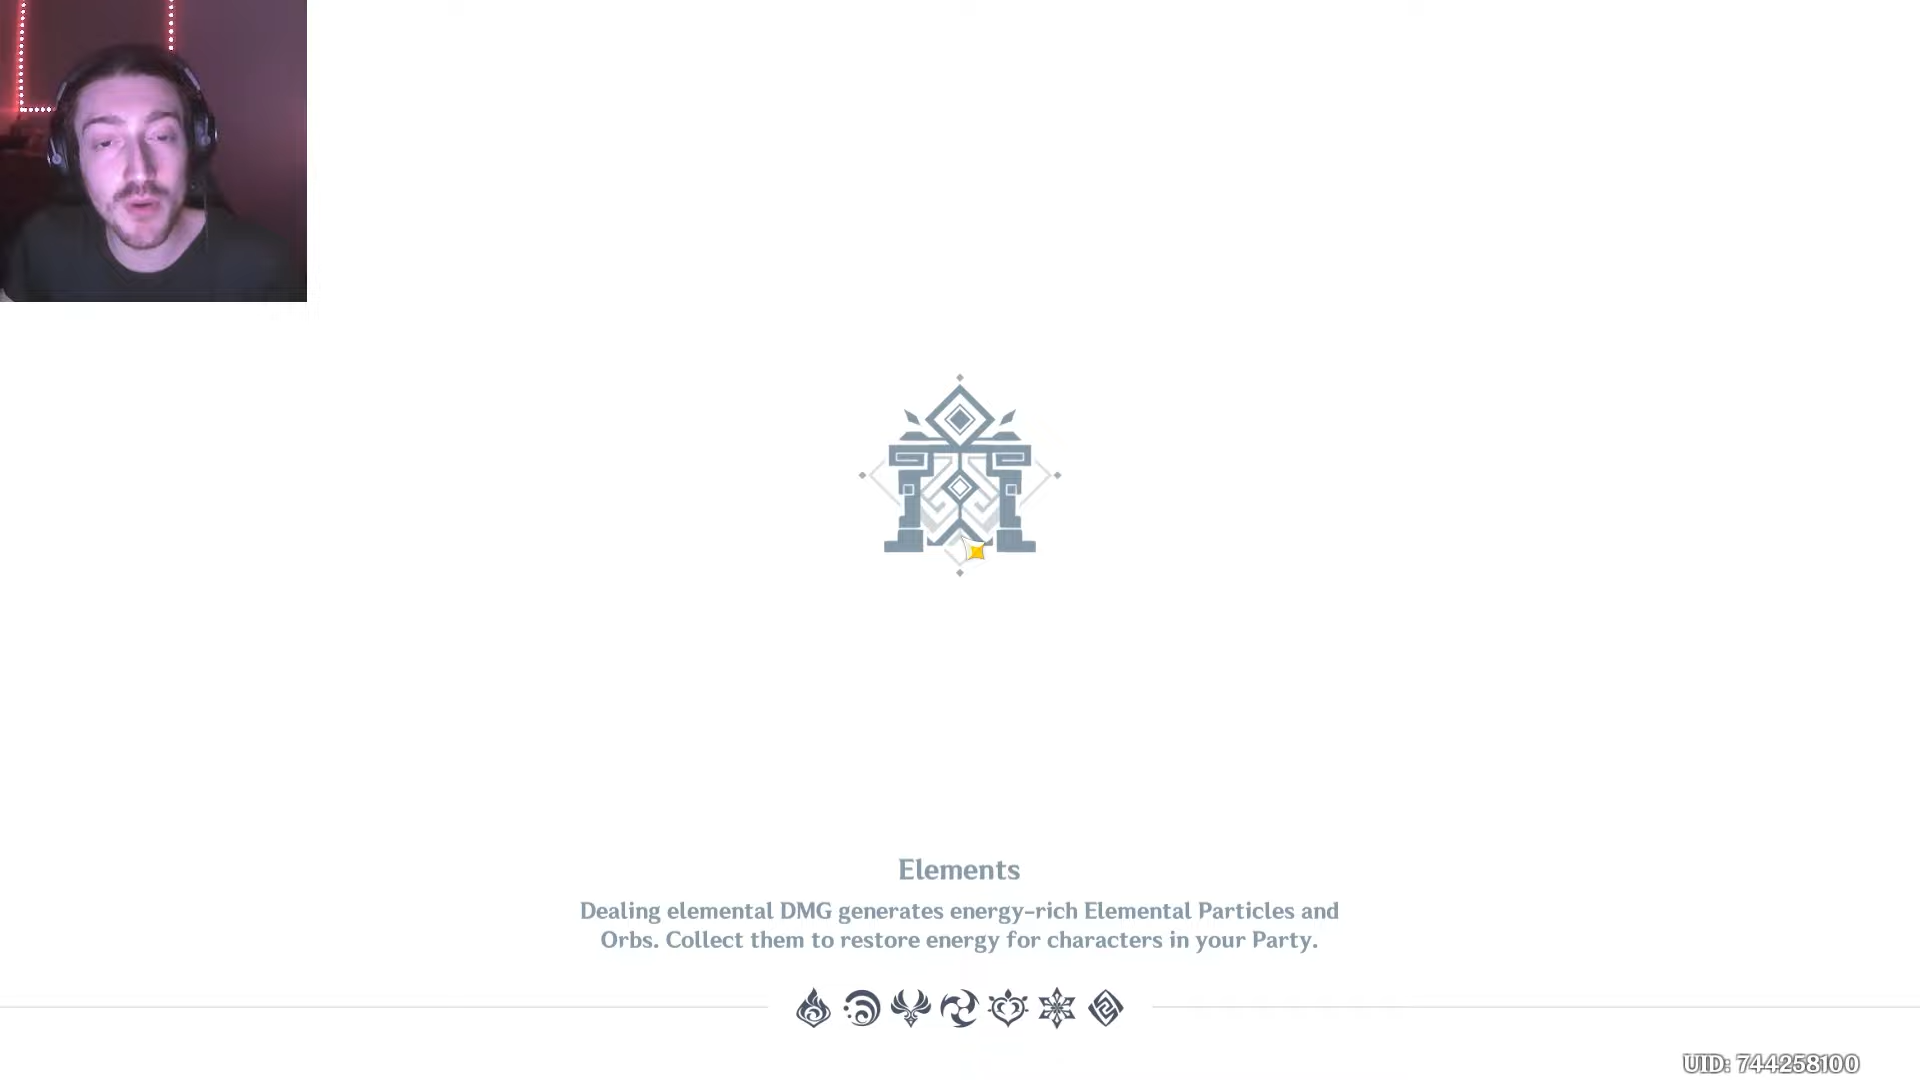 Elements
Dealing elemental DMG generates energy-rich Elemental Particles and
Orbs. Collect them to restore energy for characters in your Party.
UID: 744258100